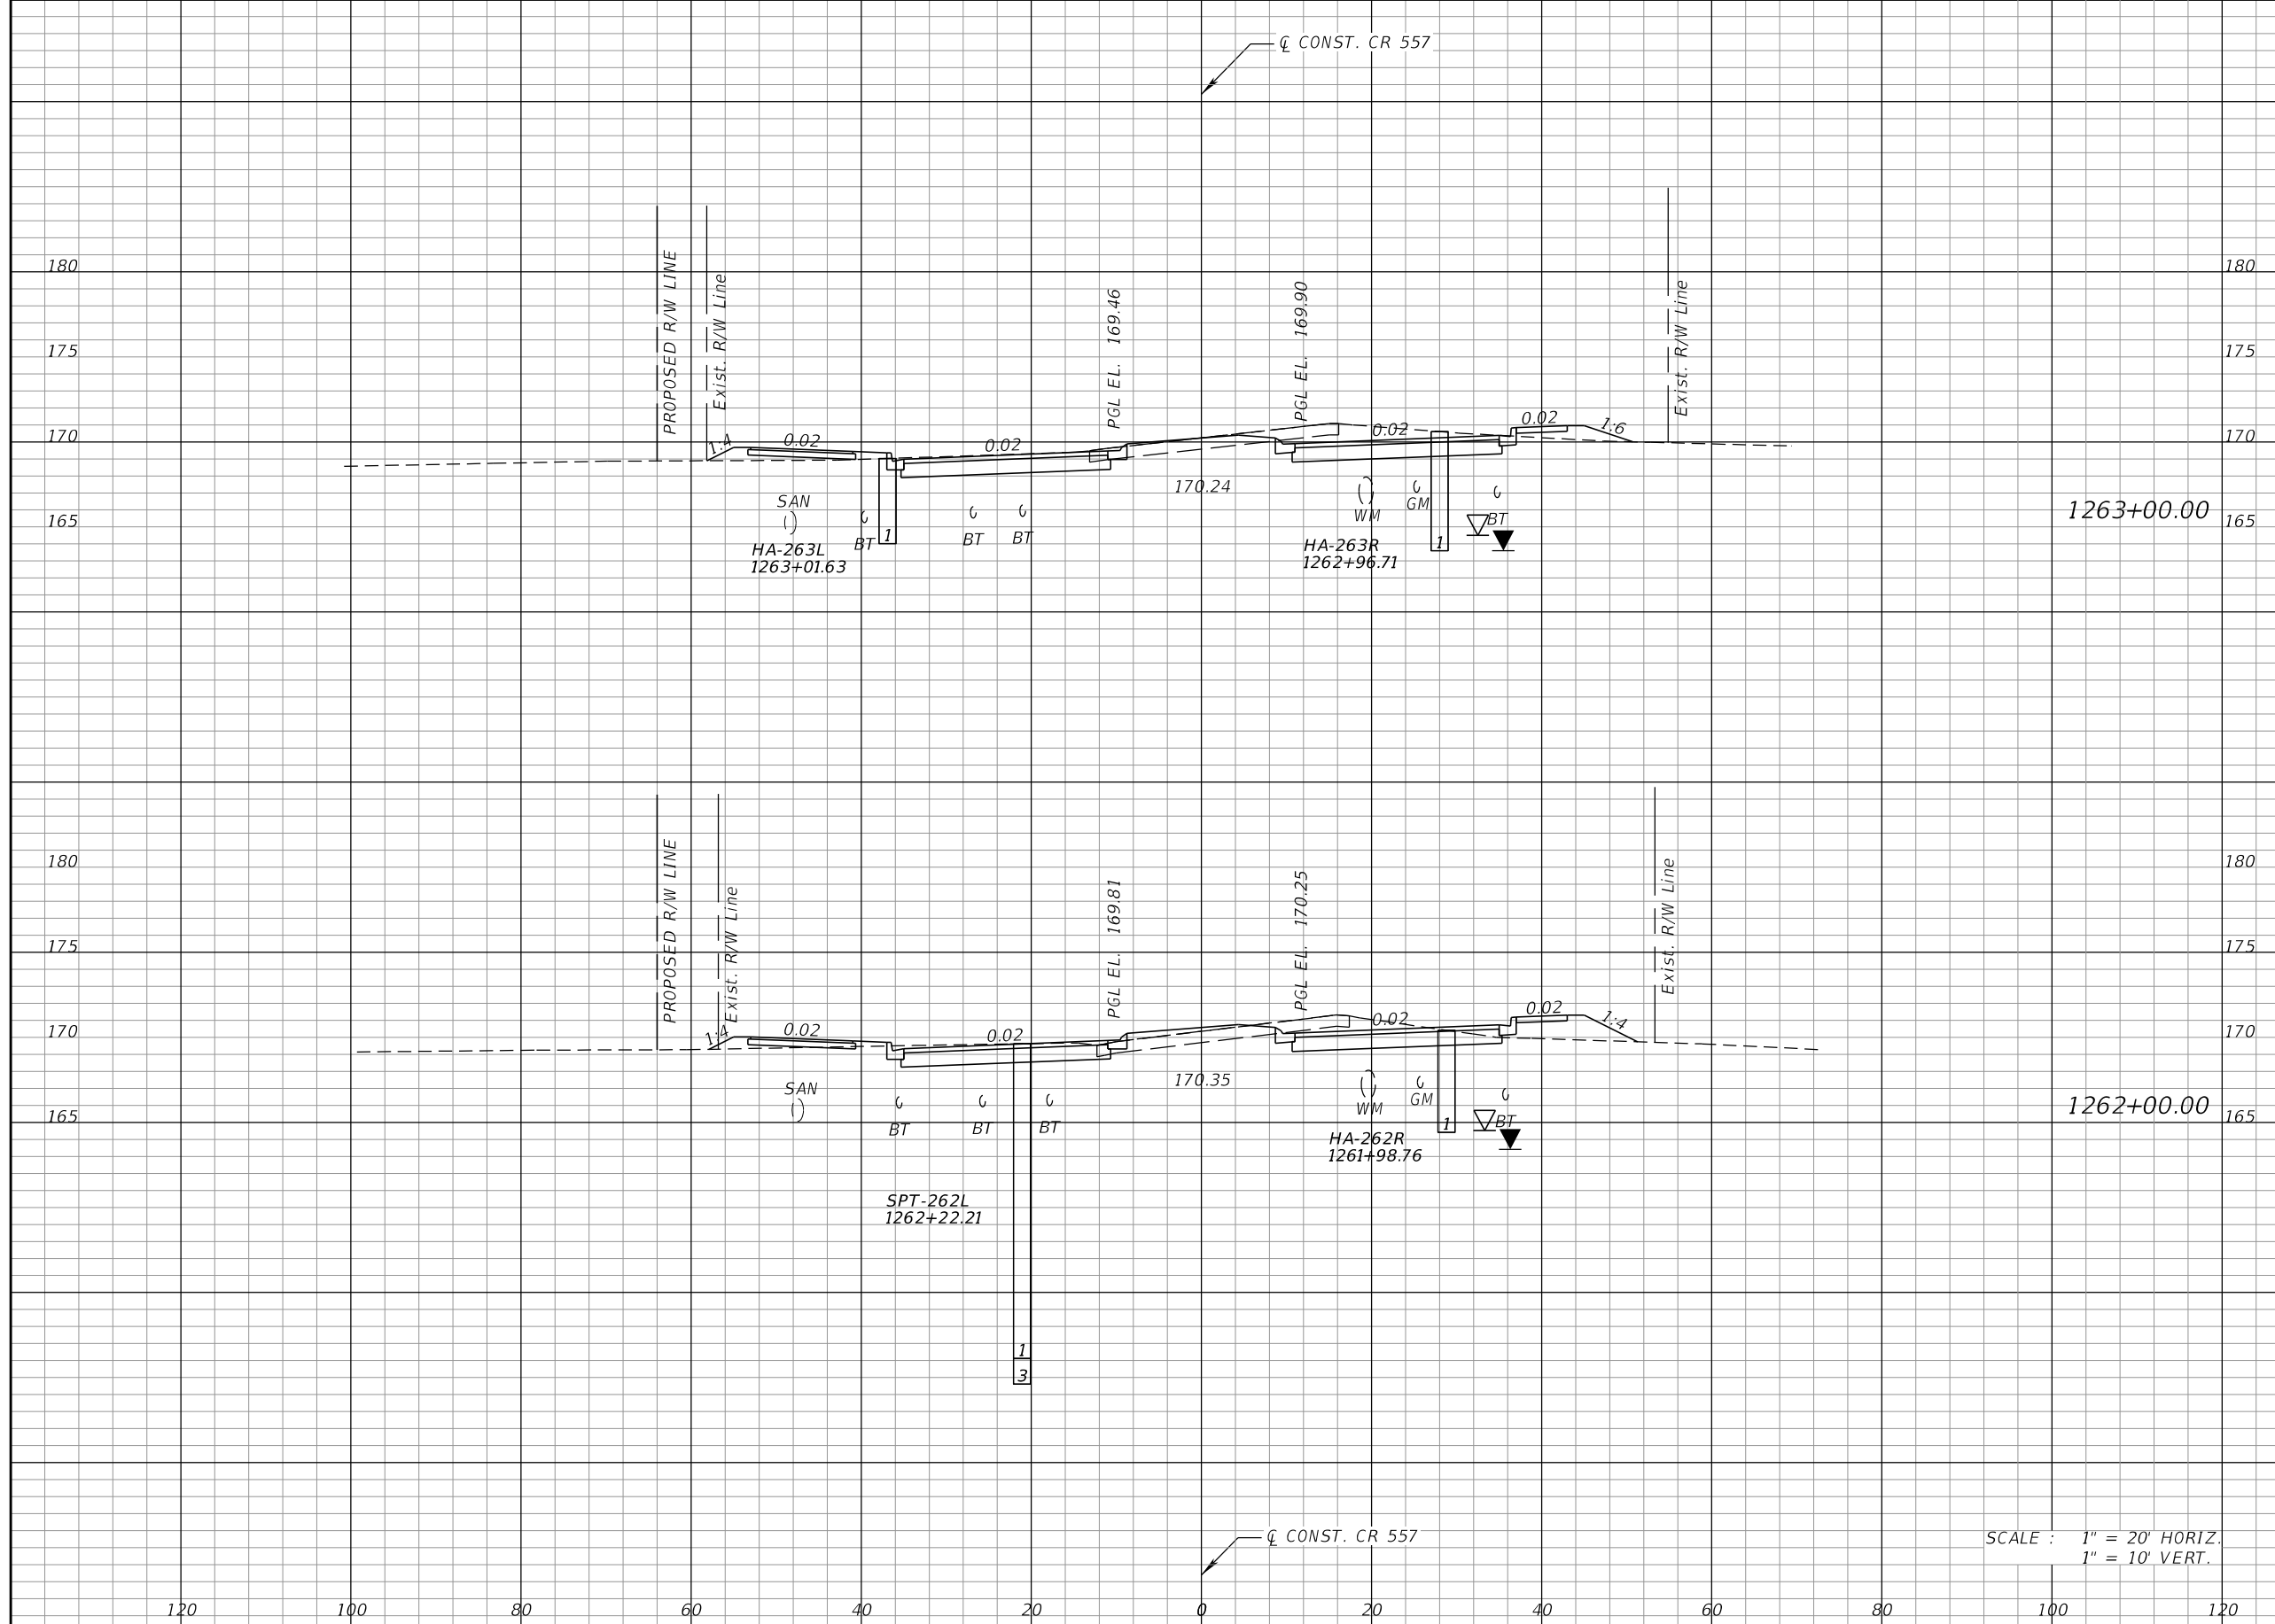 ℄ CONST. CR 557
180
180
PROPOSED R/W LINE
Exist. R/W Line
PGL EL. 169.46
PGL EL. 169.90
Exist. R/W Line
175
175
170
170
1:4
0.02
0.02
0.02
0.02
1:6
170.24
SAN
BT
1
BT
BT
WM
GM
1
BT
165
165
1263+00.00
HA-263L
1263+01.63
HA-263R
1262+96.71
180
180
PROPOSED R/W LINE
Exist. R/W Line
PGL EL. 169.81
PGL EL. 170.25
Exist. R/W Line
175
175
170
170
1:4
0.02
0.02
0.02
0.02
1:4
170.35
SAN
BT
BT
BT
WM
GM
1
BT
165
165
1262+00.00
HA-262R
1261+98.76
SPT-262L
1262+22.21
1
3
℄ CONST. CR 557
SCALE : 1" = 20' HORIZ.
1" = 10' VERT.
120 100 80 60 40 20 0 20 40 60 80 100 120